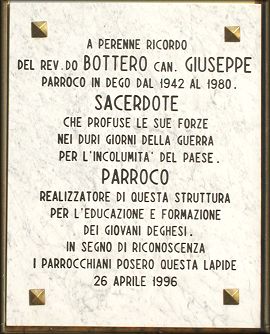 A PERENNE RICORDO
DEL REV.DO BOTTERO CAN. GIUSEPPE
PARROCO IN DEGO DAL 1942 AL 1980.
SACERDOTE
CHE PROFUSE LE SUE FORZE
NEI DURI GIORNI DELLA GUERRA
PER L'INCOLUMITA' DEL PAESE.
PARROCO
REALIZZATORE DI QUESTA STRUTTURA
PER L'EDUCAZIONE E FORMAZIONE
DEI GIOVANI DEGHESI.
IN SEGNO DI RICONOSCENZA
I PARROCCHIANI POSERO QUESTA LAPIDE
26 APRILE 1996